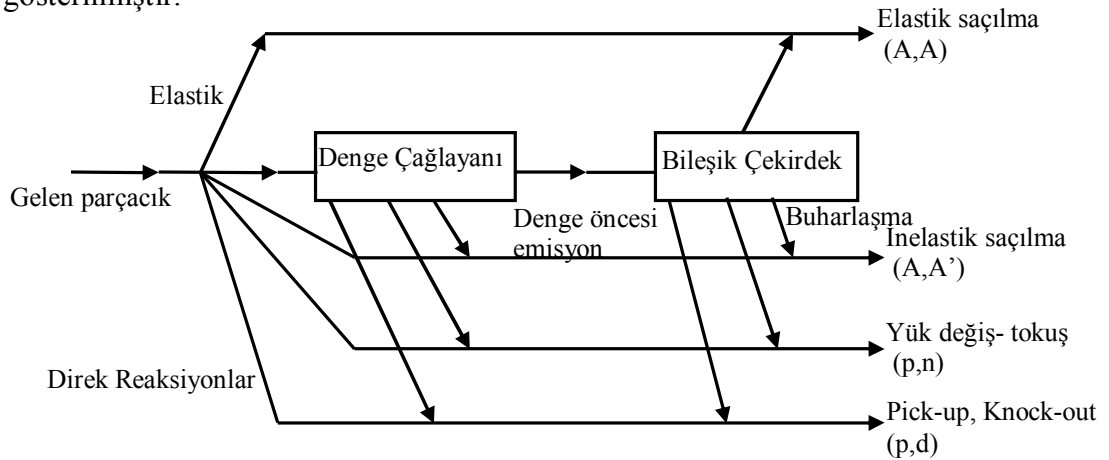 gösterilmiştir.
Elastik saçılma
(A,A)
Elastik
Denge Çağlayanı
Bileşik Çekirdek
Gelen parçacık
Denge öncesi
emisyon
Buharlaşma
Inelastik saçılma
(A,A’)
Yük değiş- tokuş
(p,n)
Direk Reaksiyonlar
Pick-up, Knock-out
(p,d)